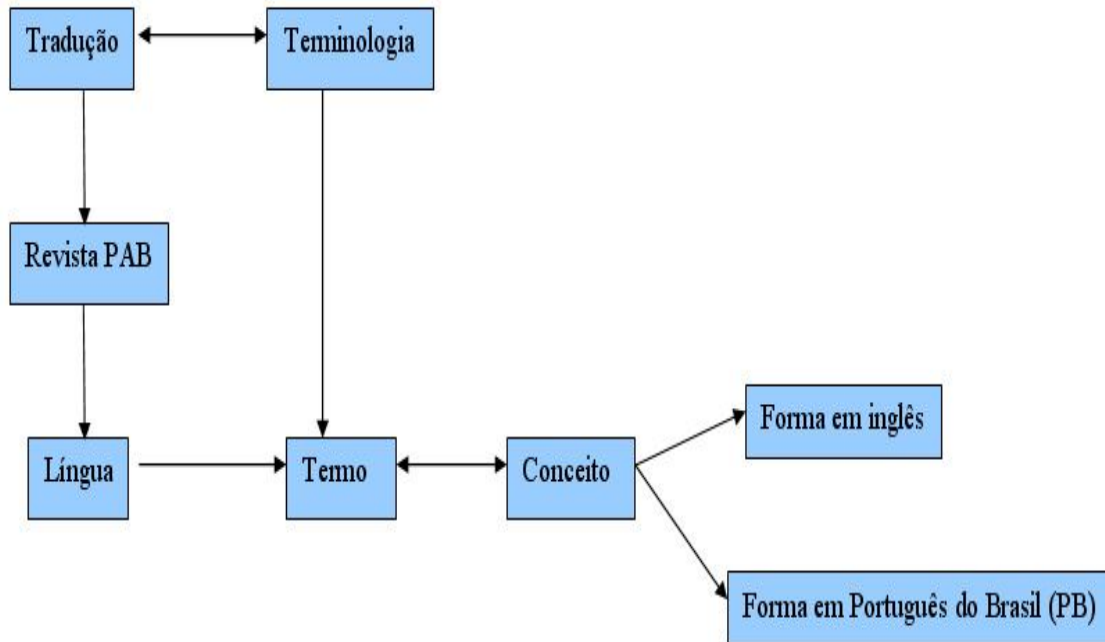 Tradução
Terminologia
Revista PAB
Forma em inglês
Língua
Termo
Conceito
Forma em Português do Brasil (PB)